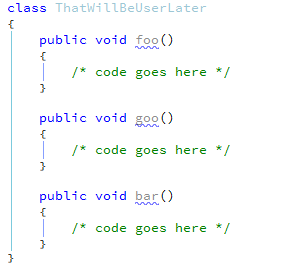 class ThatWillBeUserLater
{
    public void foo()
    {
        /* code goes here */
    }

    public void goo()
    {
        /* code goes here */
    }

    public void bar()
    {
        /* code goes here */
    }
}